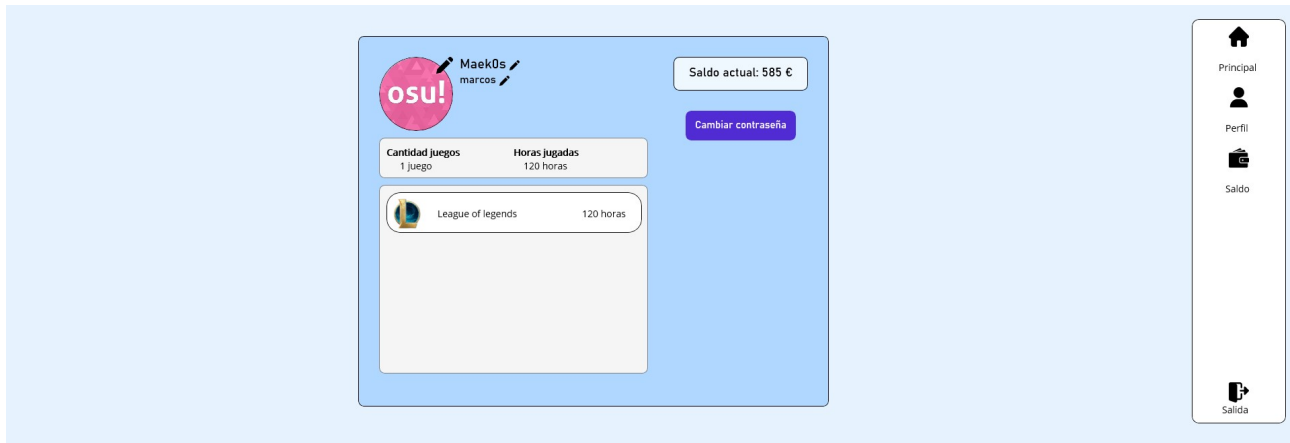 osu!
Maek0s
marcos
Saldo actual: 585 €
Cambiar contraseña
Cantidad juegos Horas jugadas
1 juego 120 horas
League of legends 120 horas
Principal
Perfil
Saldo
Salida